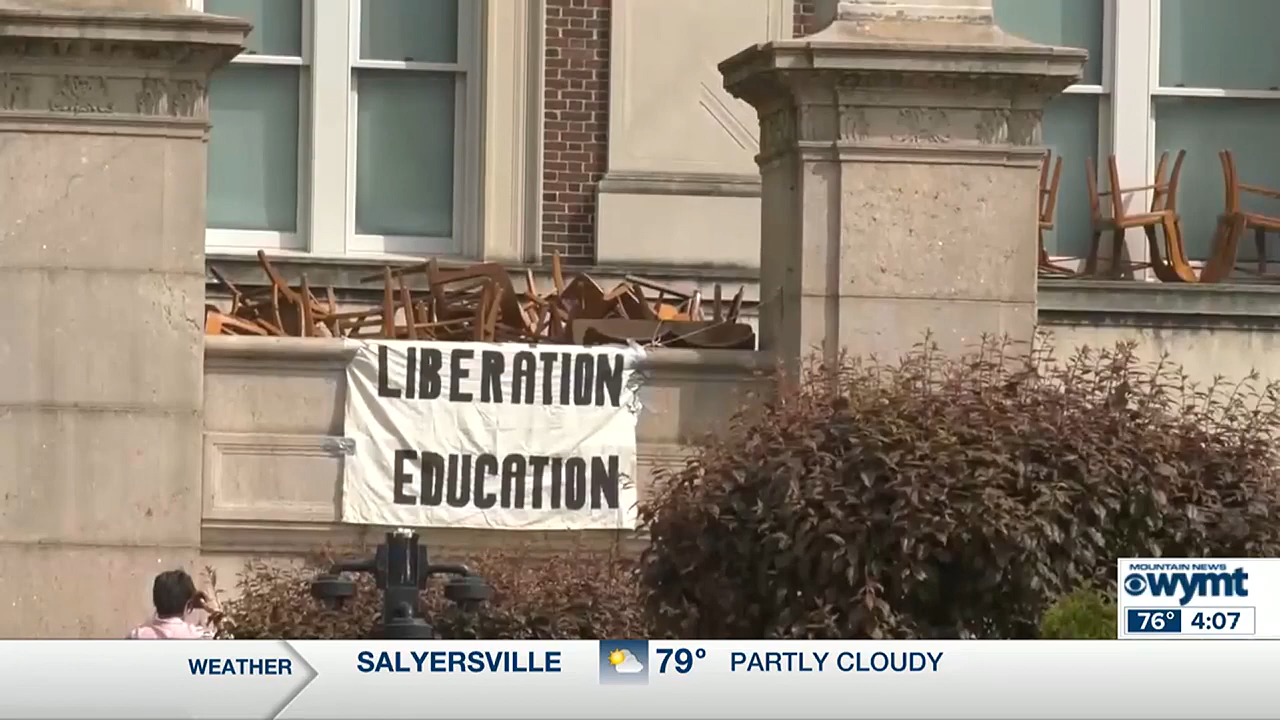 LIBERATION
EDUCATION
MOUNTAIN NEWS
wymt
76° 4:07
WEATHER SALYERSVILLE 79° PARTLY CLOUDY